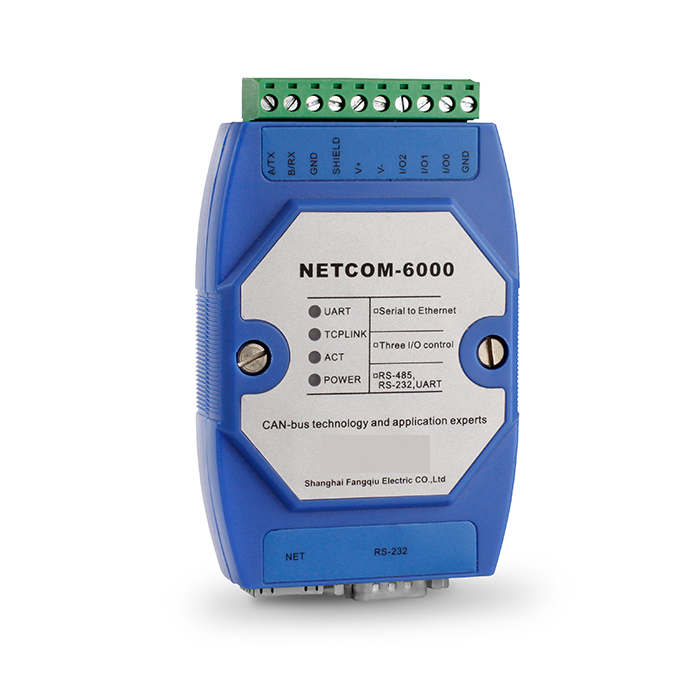 A/TX B/RX GND SHIELD V+ V- I/O2 I/O1 I/O0 GND
NETCOM-6000
UART
▫Serial to Ethernet
TCPLINK
▫Three I/O control
ACT
POWER
▫RS-485,
RS-232,UART
CAN-bus technology and application experts
Shanghai Fangqiu Electric CO.,Ltd
NET RS-232